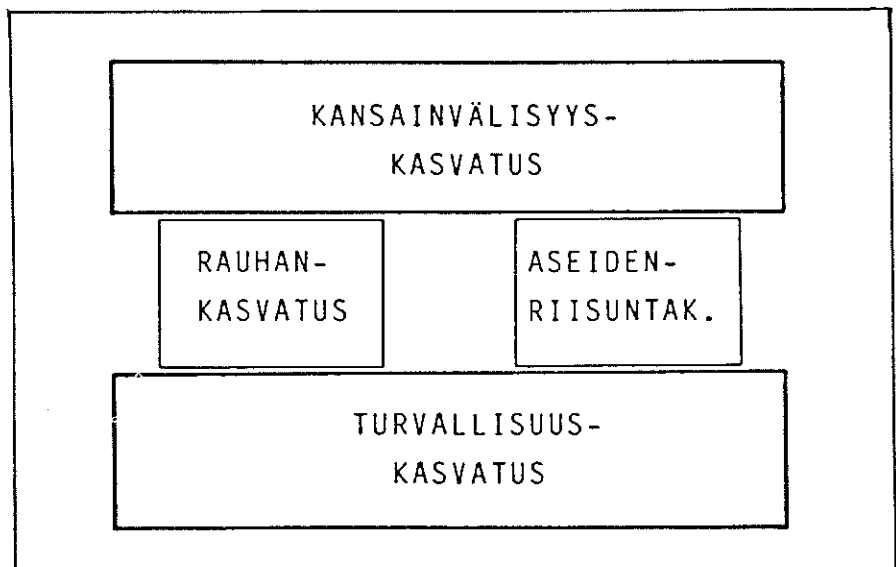 KANSAINVÄLISYYS-
KASVATUS
RAUHAN-
KASVATUS
ASEIDEN-
RIISUNTAK.
TURVALLISUUS-
KASVATUS